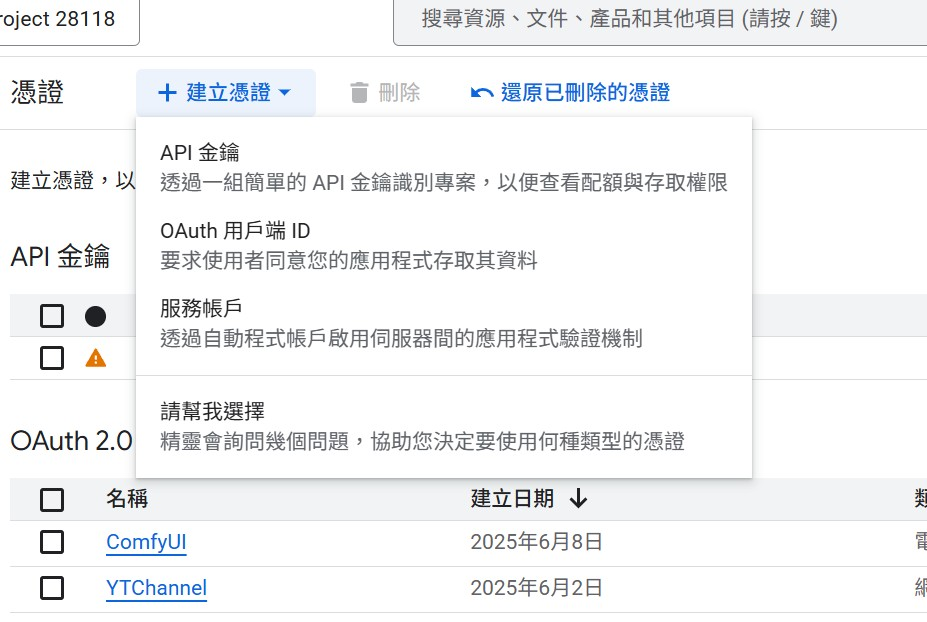 roject 28118
搜尋資源、文件、產品和其他項目 (請按 / 鍵)
憑證
建立憑證
刪除
還原已刪除的憑證
API 金鑰
透過一組簡單的 API 金鑰識別專案，以便查看配額與存取權限
建立憑證，以
OAuth 用戶端 ID
要求使用者同意您的應用程式存取其資料
API 金鑰
服務帳戶
透過自動程式帳戶啟用伺服器間的應用程式驗證機制
請幫我選擇
精靈會詢問幾個問題，協助您決定要使用何種類型的憑證
OAuth 2.0
名稱 建立日期
ComfyUI 2025年6月8日
YTChannel 2025年6月2日